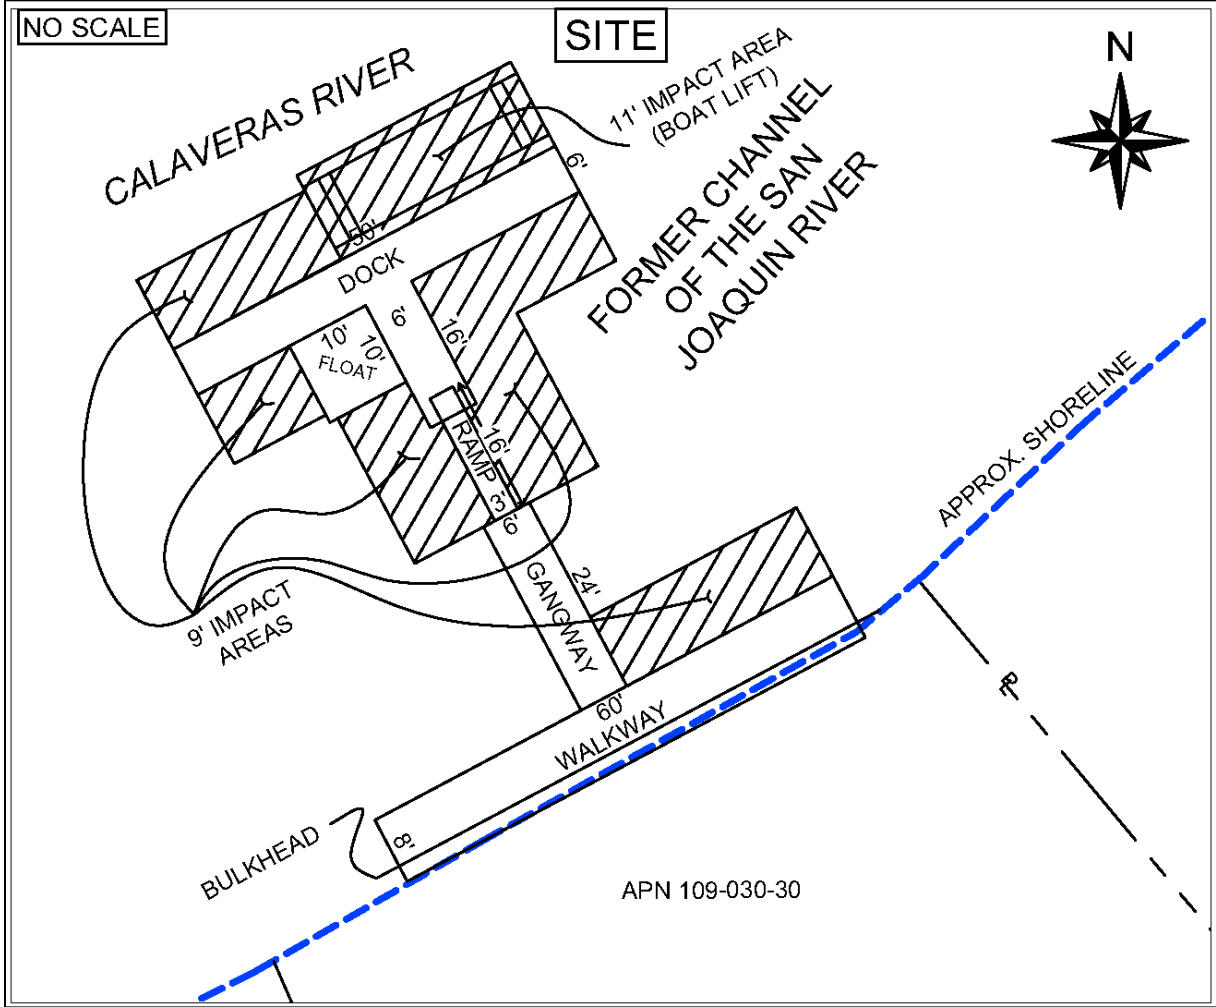 NO SCALE
SITE
N
CALAVERAS RIVER
11' IMPACT AREA
(BOAT LIFT)
FORMER CHANNEL
OF THE SAN
JOAQUIN RIVER
6'
50'
DOCK
6'
10'
10'
FLOAT
16'
RAMP
16'
3'
6'
GANGWAY
24'
9' IMPACT
AREAS
APPROX. SHORELINE
PL
60'
WALKWAY
8'
BULKHEAD
APN 109-030-30